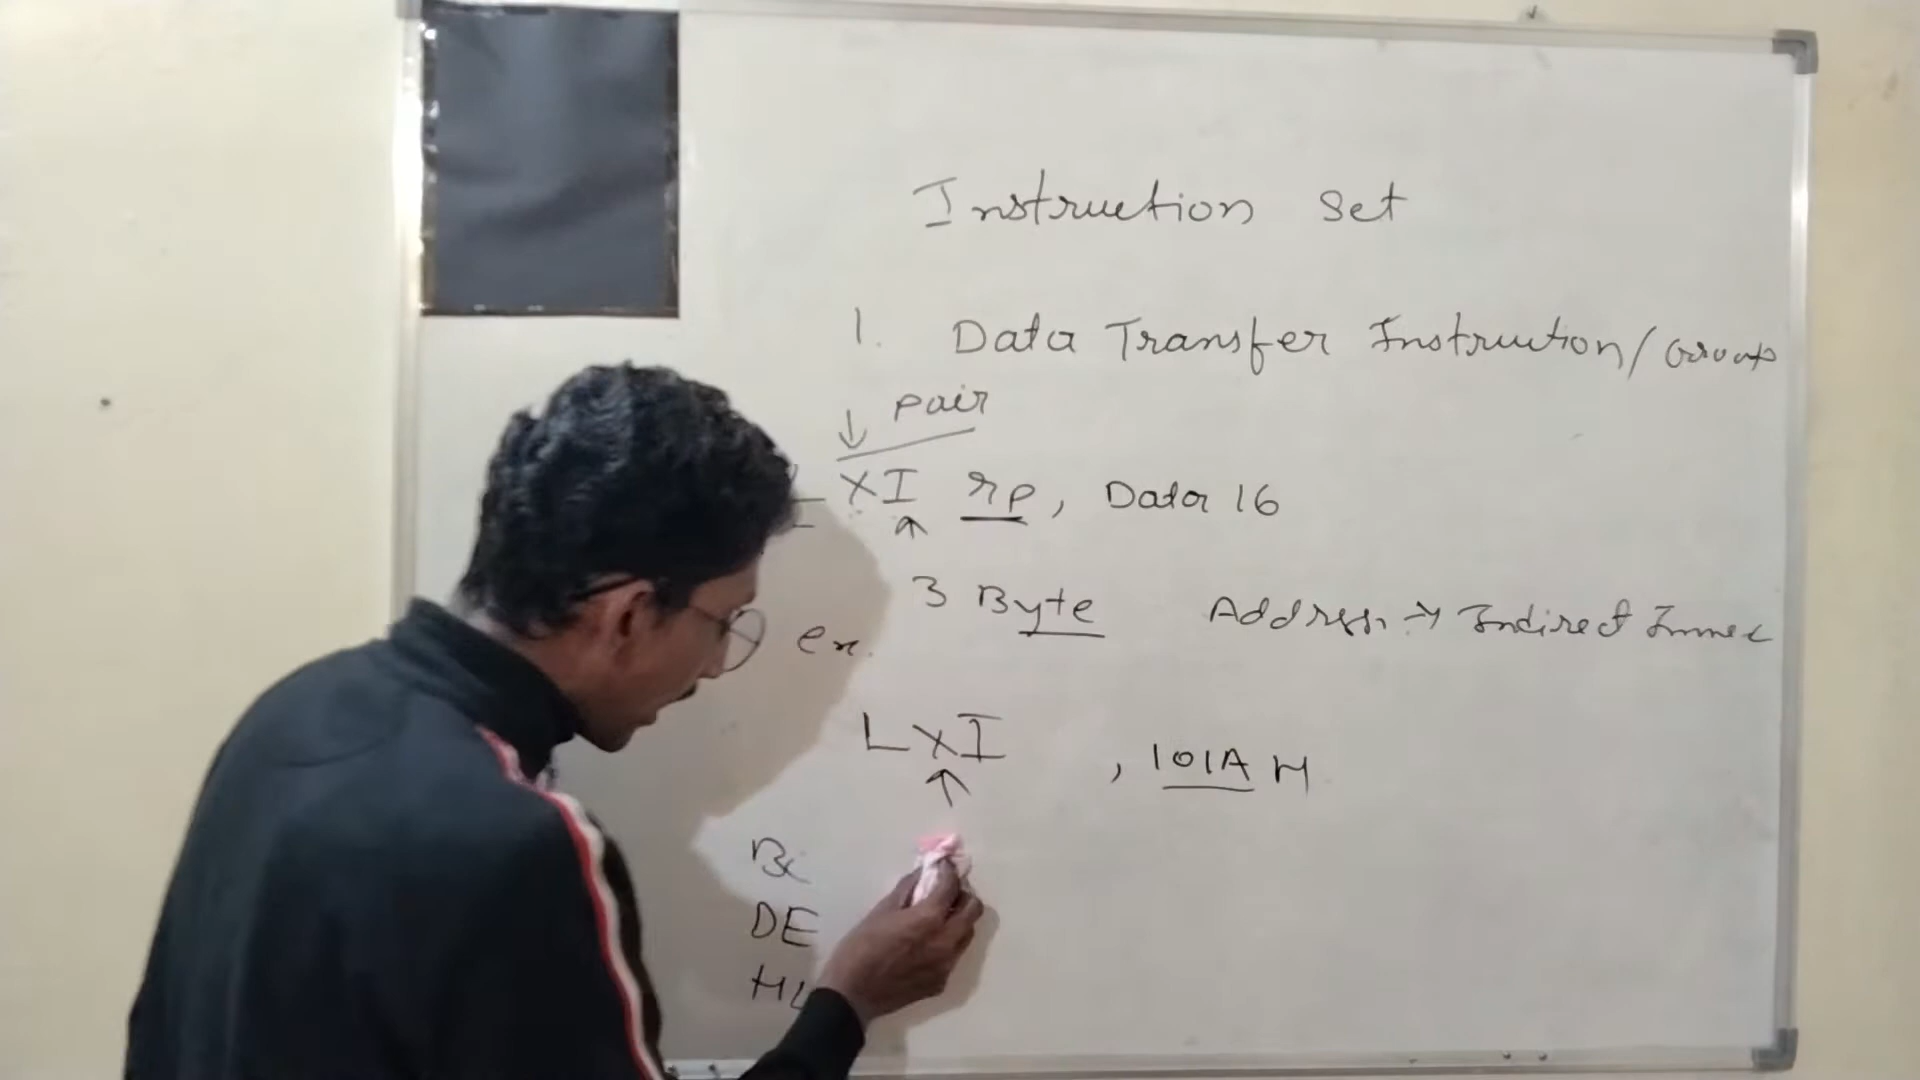 Instruction Set
1. Data Transfer Instruction/Group
pair
LXI rp, Data 16
3 Byte Address → Indirect Imme
ex.
LXI , 101A H
BC
DE
HL